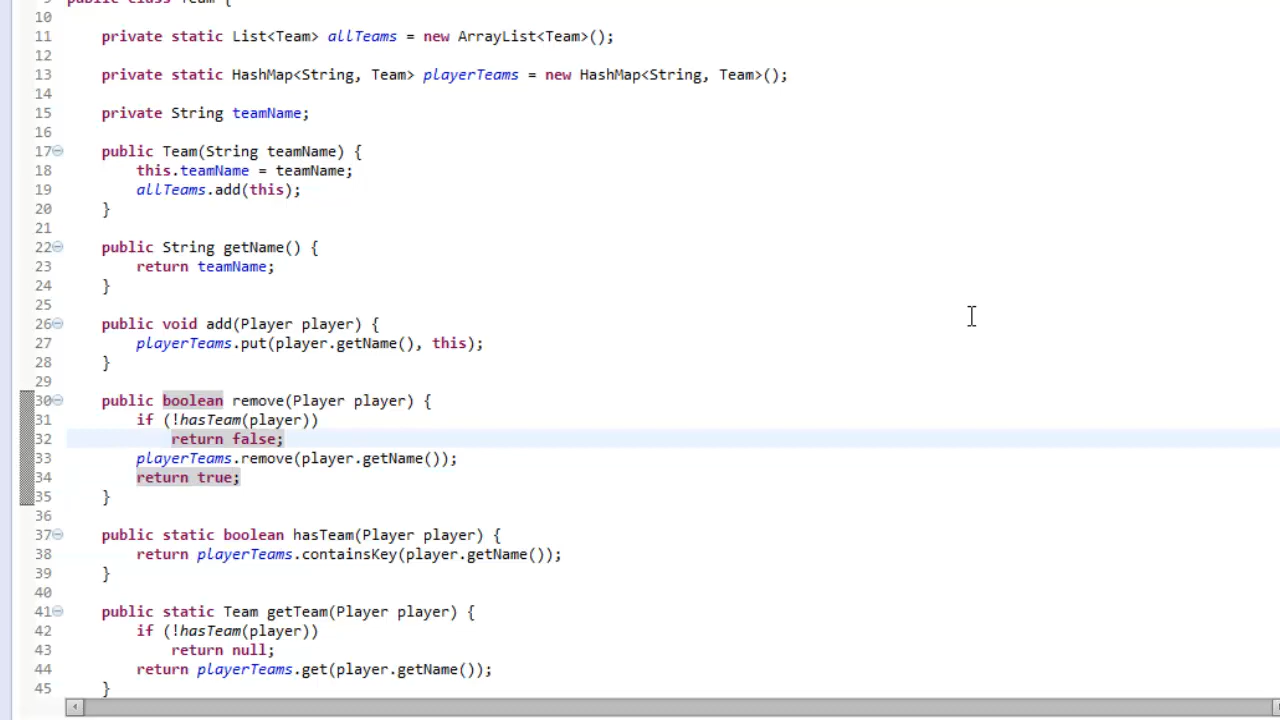 9 public class Team {
10
11 private static List<Team> allTeams = new ArrayList<Team>();
12
13 private static HashMap<String, Team> playerTeams = new HashMap<String, Team>();
14
15 private String teamName;
16
17 public Team(String teamName) {
18 this.teamName = teamName;
19 allTeams.add(this);
20 }
21
22 public String getName() {
23 return teamName;
24 }
25
26 public void add(Player player) {
27 playerTeams.put(player.getName(), this);
28 }
29
30 public boolean remove(Player player) {
31 if (!hasTeam(player))
32 return false;
33 playerTeams.remove(player.getName());
34 return true;
35 }
36
37 public static boolean hasTeam(Player player) {
38 return playerTeams.containsKey(player.getName());
39 }
40
41 public static Team getTeam(Player player) {
42 if (!hasTeam(player))
43 return null;
44 return playerTeams.get(player.getName());
45 }